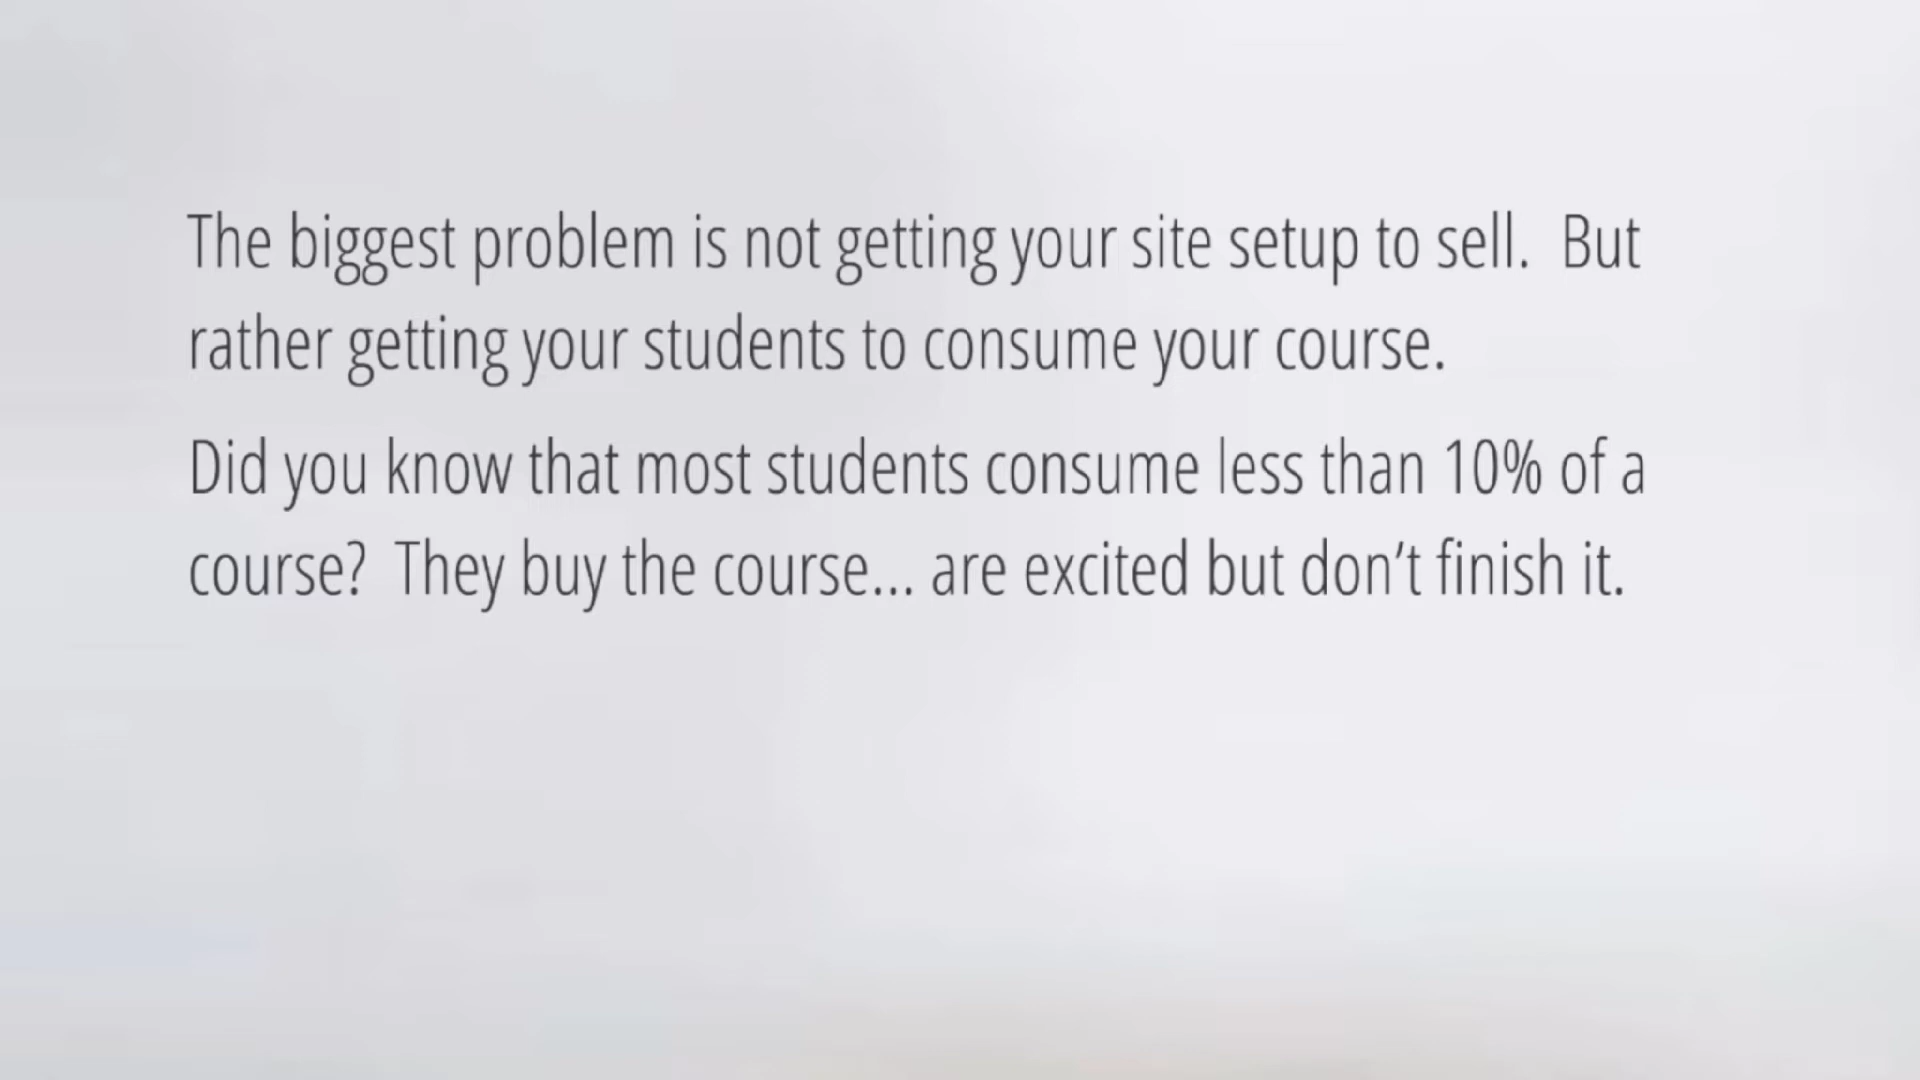 The biggest problem is not getting your site setup to sell.  But
rather getting your students to consume your course.
Did you know that most students consume less than 10% of a
course?  They buy the course... are excited but don’t finish it.